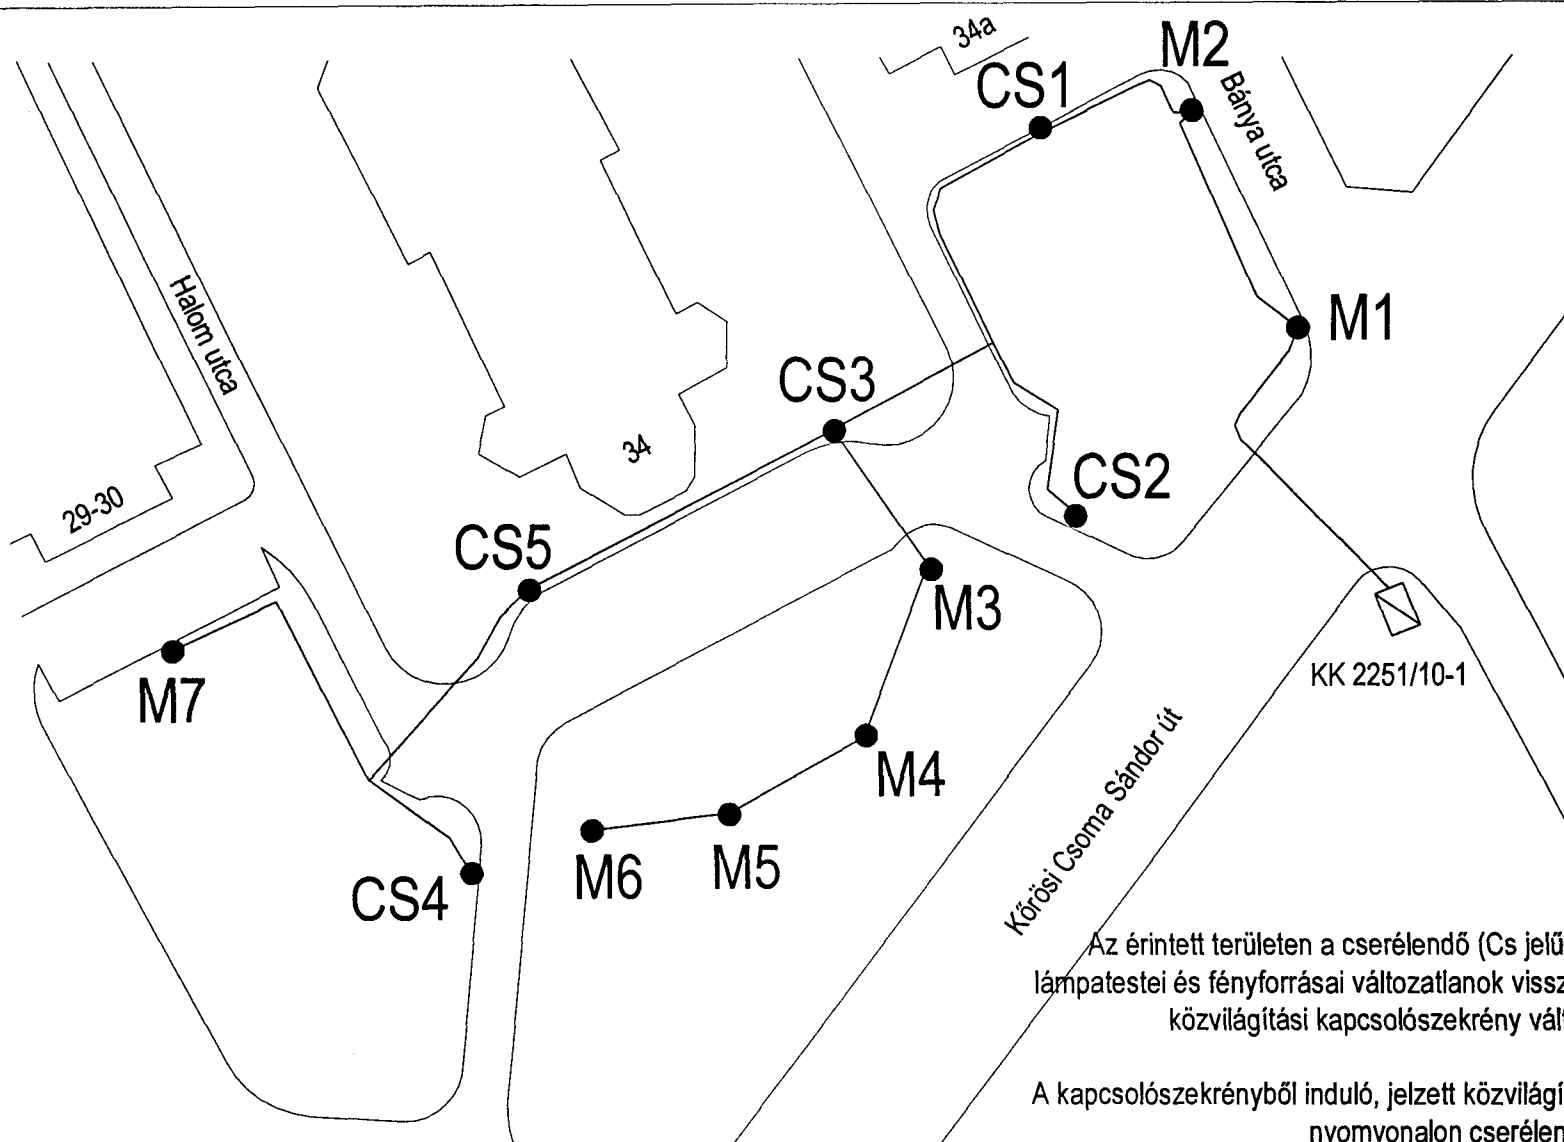 34a
M2
CS1
Bánya utca
M1
Halom utca
CS3
34
CS2
29-30
CS5
M3
M7
KK 2251/10-1
M4
Kőrösi Csoma Sándor út
M6
M5
CS4
Az érintett területen a cserélendő (Cs jelű
lámpatestei és fényforrásai változatlanok vissz
közvilágítási kapcsolószekrény vál
A kapcsolószekrényből induló, jelzett közvilágí
nyomvonalon cserélen